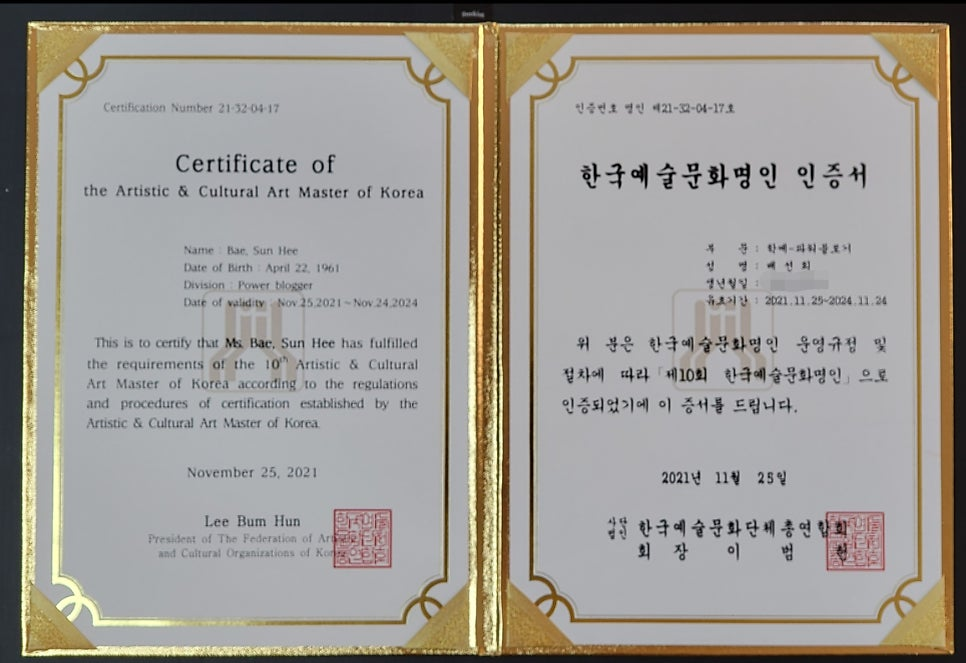 Certification Number 21-32-04-17
Certificate of
the Artistic & Cultural Art Master of Korea
Name : Bae, Sun Hee
Date of Birth : April 22, 1961
Division : Power blogger
Date of validity : Nov.25,2021~Nov.24,2024
This is to certify that Ms. Bae, Sun Hee has fulfilled
the requirements of the 10th Artistic & Cultural
Art Master of Korea according to the regulations
and procedures of certification established by the
Artistic & Cultural Art Master of Korea.
November 25, 2021
Lee Bum Hun
President of The Federation of Artistic
and Cultural Organizations of Korea
인증번호 명인 제21-32-04-17호
한국예술문화명인 인증서
부 문 : 학예-파워블로거
성 명 : 배 선 희
생년월일 :
유효기간 : 2021.11.25~2024.11.24
위 분은 한국예술문화명인 운영규정 및
절차에 따라 「제10회 한국예술문화명인」으로
인증되었기에 이 증서를 드립니다.
2021년 11월 25일
사단법인 한국예술문화단체총연합회
회 장 이 범 헌